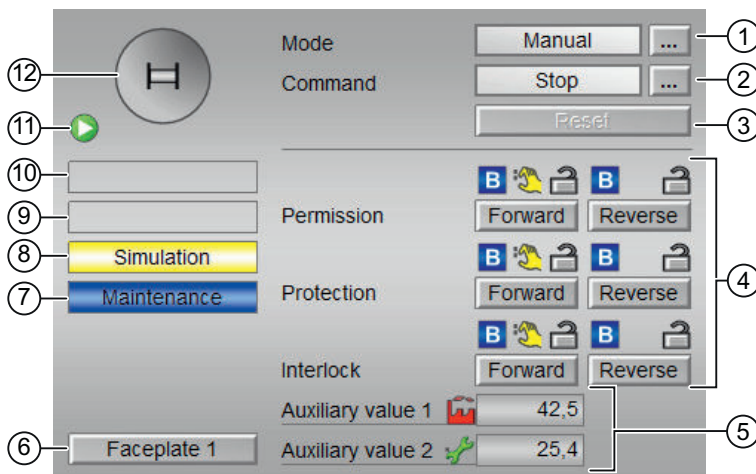 Mode Manual ... 1
Command Stop ... 2
Reset 3
12
11
10
9
8 Simulation
7 Maintenance
B B
Permission Forward Reverse
B B
Protection Forward Reverse 4
B B
Interlock Forward Reverse
Auxiliary value 1 42,5
5
6 Faceplate 1 Auxiliary value 2 25,4